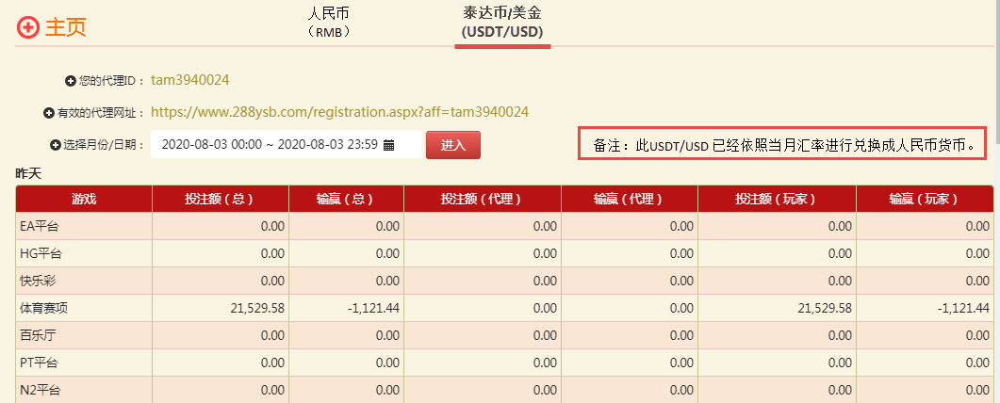 主页
人民币
（RMB）
泰达币/美金
(USDT/USD)
您的代理ID： tam3940024
有效的代理网址： https://www.288ysb.com/registration.aspx?aff=tam3940024
选择月份/日期： 2020-08-03 00:00 ~ 2020-08-03 23:59 进入
备注：此USDT/USD 已经依照当月汇率进行兑换成人民币货币。
昨天
游戏 投注额（总） 输赢（总） 投注额（代理） 输赢（代理） 投注额（玩家） 输赢（玩家）
EA平台 0.00 0.00 0.00 0.00 0.00 0.00
HG平台 0.00 0.00 0.00 0.00 0.00 0.00
快乐彩 0.00 0.00 0.00 0.00 0.00 0.00
体育赛项 21,529.58 -1,121.44 0.00 0.00 21,529.58 -1,121.44
百乐厅 0.00 0.00 0.00 0.00 0.00 0.00
PT平台 0.00 0.00 0.00 0.00 0.00 0.00
N2平台 0.00 0.00 0.00 0.00 0.00 0.00